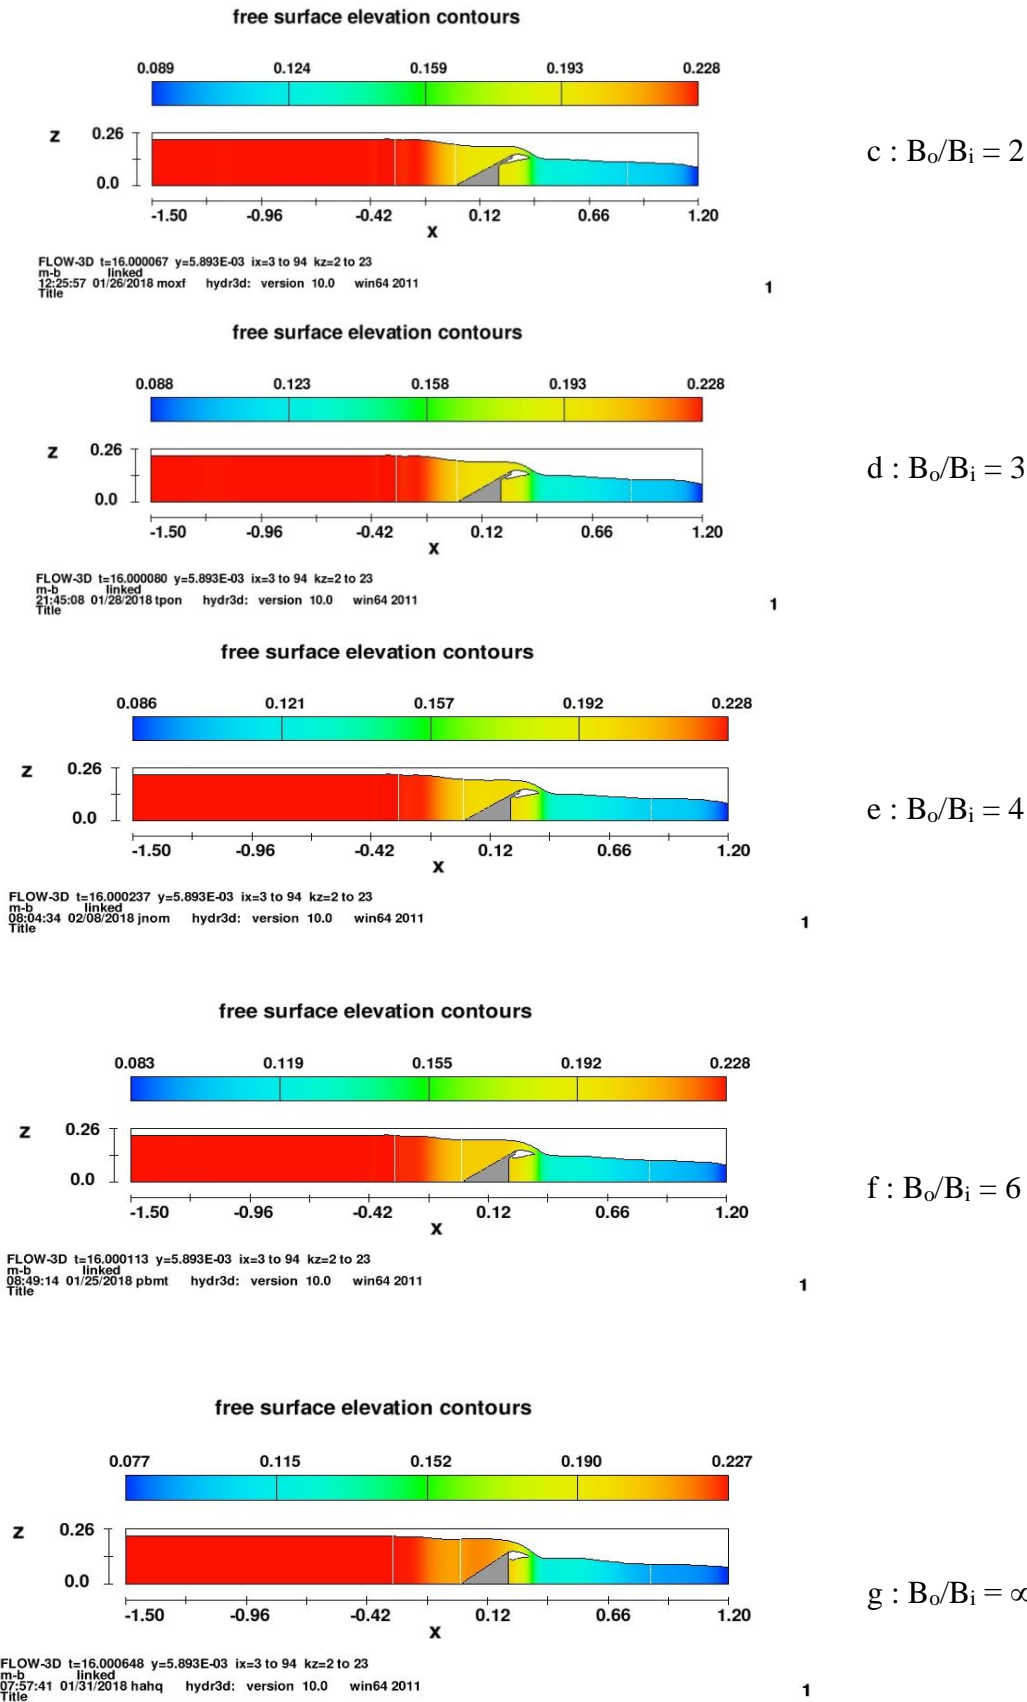 free surface elevation contours
0.089 0.124 0.159 0.193 0.228
z 0.26
0.0
-1.50 -0.96 -0.42 0.12 0.66 1.20
x
c : Bₒ/Bᵢ = 2
FLOW-3D t=16.000067 y=5.893E-03 ix=3 to 94 kz=2 to 23
m-b linked
12:25:57 01/26/2018 moxf hydr3d: version 10.0 win64 2011
Title
1
free surface elevation contours
0.088 0.123 0.158 0.193 0.228
z 0.26
0.0
-1.50 -0.96 -0.42 0.12 0.66 1.20
x
d : Bₒ/Bᵢ = 3
FLOW-3D t=16.000080 y=5.893E-03 ix=3 to 94 kz=2 to 23
m-b linked
21:45:08 01/28/2018 tpon hydr3d: version 10.0 win64 2011
Title
1
free surface elevation contours
0.086 0.121 0.157 0.192 0.228
z 0.26
0.0
-1.50 -0.96 -0.42 0.12 0.66 1.20
x
e : Bₒ/Bᵢ = 4
FLOW-3D t=16.000237 y=5.893E-03 ix=3 to 94 kz=2 to 23
m-b linked
08:04:34 02/08/2018 jnom hydr3d: version 10.0 win64 2011
Title
1
free surface elevation contours
0.083 0.119 0.155 0.192 0.228
z 0.26
0.0
-1.50 -0.96 -0.42 0.12 0.66 1.20
x
f : Bₒ/Bᵢ = 6
FLOW-3D t=16.000113 y=5.893E-03 ix=3 to 94 kz=2 to 23
m-b linked
08:49:14 01/25/2018 pbmt hydr3d: version 10.0 win64 2011
Title
1
free surface elevation contours
0.077 0.115 0.152 0.190 0.227
z 0.26
0.0
-1.50 -0.96 -0.42 0.12 0.66 1.20
x
g : Bₒ/Bᵢ = ∞
FLOW-3D t=16.000648 y=5.893E-03 ix=3 to 94 kz=2 to 23
m-b linked
07:57:41 01/31/2018 hahq hydr3d: version 10.0 win64 2011
Title
1